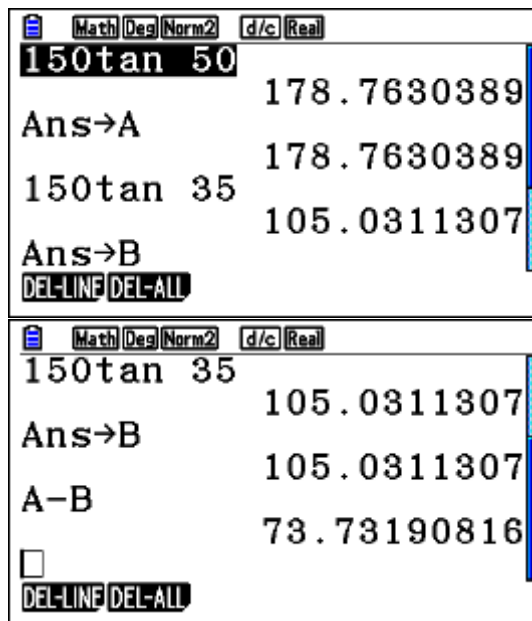 Math Deg Norm2 d/c Real
150tan 50
178.7630389
Ans→A
178.7630389
150tan 35
105.0311307
Ans→B
DEL-LINE DEL-ALL
Math Deg Norm2 d/c Real
150tan 35
105.0311307
Ans→B
105.0311307
A−B
73.73190816
DEL-LINE DEL-ALL